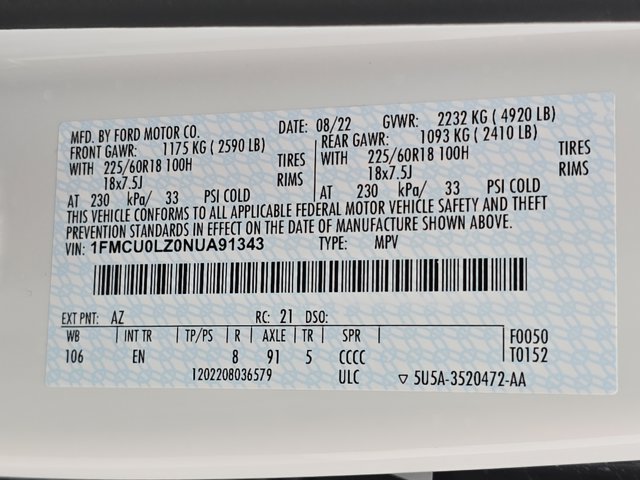 MFD. BY FORD MOTOR CO. DATE: 08/22 GVWR: 2232 KG ( 4920 LB)
FRONT GAWR: 1175 KG ( 2590 LB) REAR GAWR: 1093 KG ( 2410 LB)
WITH 225/60R18 100H TIRES WITH 225/60R18 100H TIRES
18x7.5J RIMS 18x7.5J RIMS
AT 230 kPa/ 33 PSI COLD AT 230 kPa/ 33 PSI COLD
THIS VEHICLE CONFORMS TO ALL APPLICABLE FEDERAL MOTOR VEHICLE SAFETY AND THEFT
PREVENTION STANDARDS IN EFFECT ON THE DATE OF MANUFACTURE SHOWN ABOVE.
VIN: 1FMCU0LZ0NUA91343 TYPE: MPV
EXT PNT: AZ RC: 21 DSO:
WB INT TR TP/PS R AXLE TR SPR F0050
106 EN 8 91 5 CCCC T0152
1202208036579 ULC ▽ 5U5A-3520472-AA